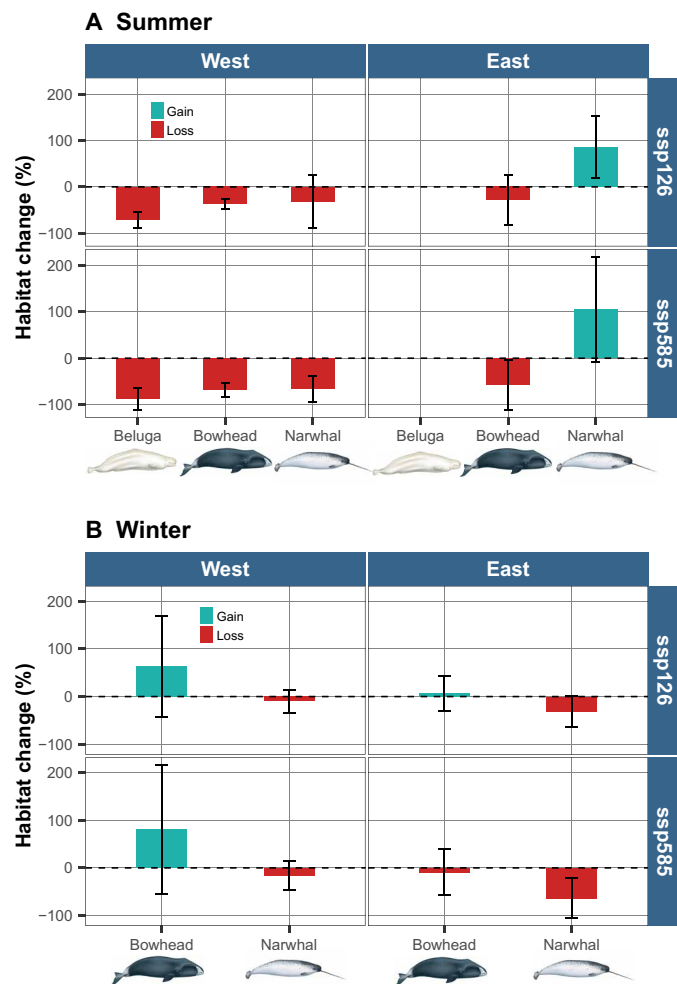 A Summer
West East
200
100
0
−100
Gain
Loss
ssp126
Habitat change (%)
200
100
0
−100
ssp585
Beluga Bowhead Narwhal Beluga Bowhead Narwhal
B Winter
West East
200
100
0
−100
Gain
Loss
ssp126
Habitat change (%)
200
100
0
−100
ssp585
Bowhead Narwhal Bowhead Narwhal